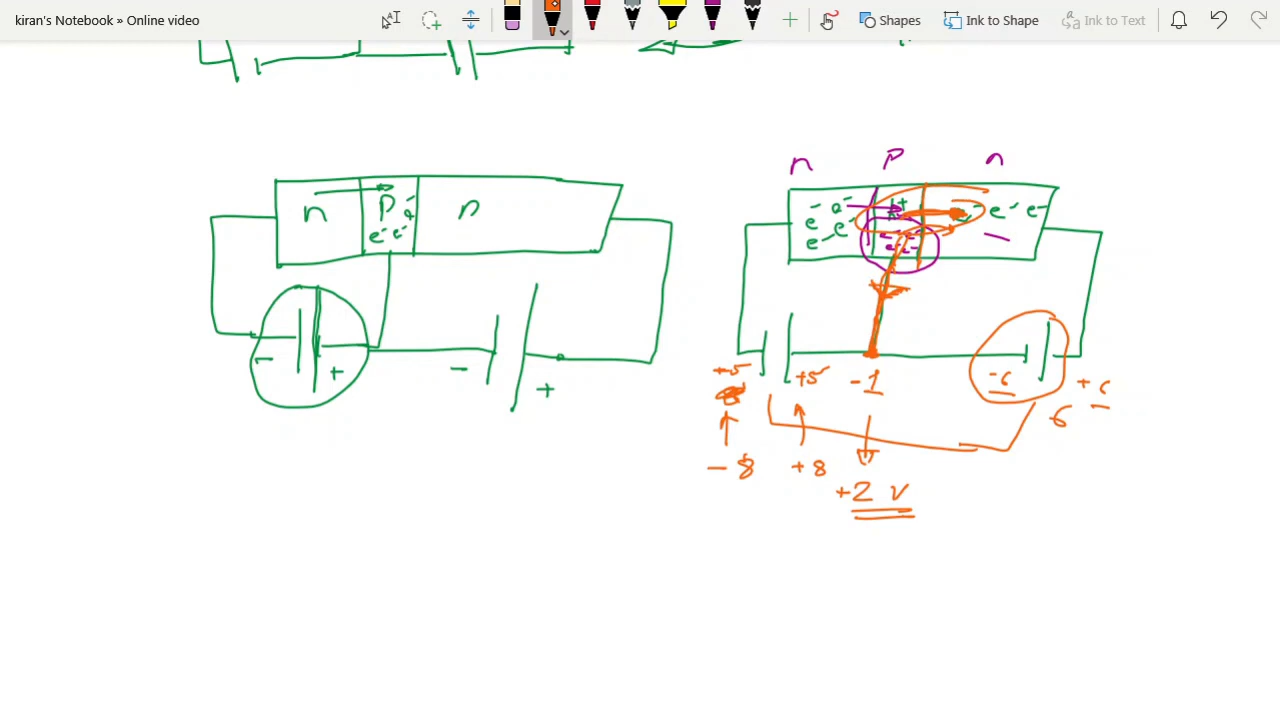 kiran's Notebook » Online video
Shapes
Ink to Shape
Ink to Text
n P n
n P n
e⁻ e⁻
e⁻ e⁻
- +
- +
+5 +5 -1 -6 + 6
6
- 8 + 8
+2 V